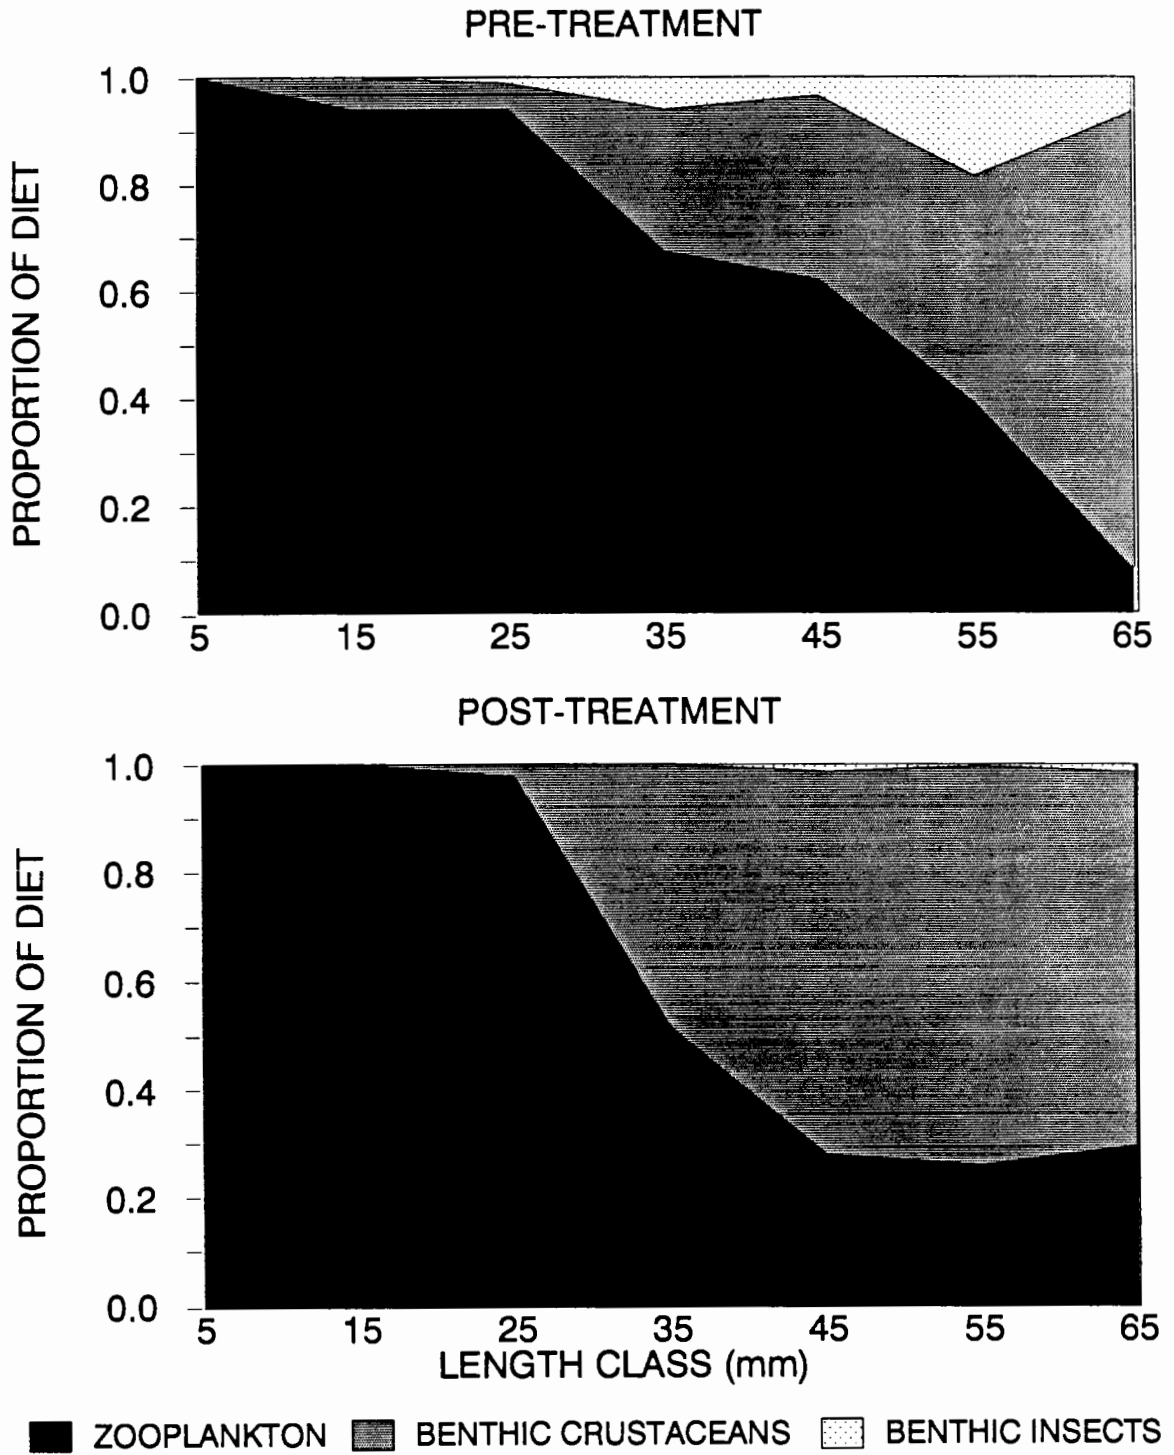 PRE-TREATMENT
PROPORTION OF DIET
1.0
0.8
0.6
0.4
0.2
0.0
5 15 25 35 45 55 65
POST-TREATMENT
PROPORTION OF DIET
1.0
0.8
0.6
0.4
0.2
0.0
5 15 25 35 45 55 65
LENGTH CLASS (mm)
ZOOPLANKTON BENTHIC CRUSTACEANS BENTHIC INSECTS